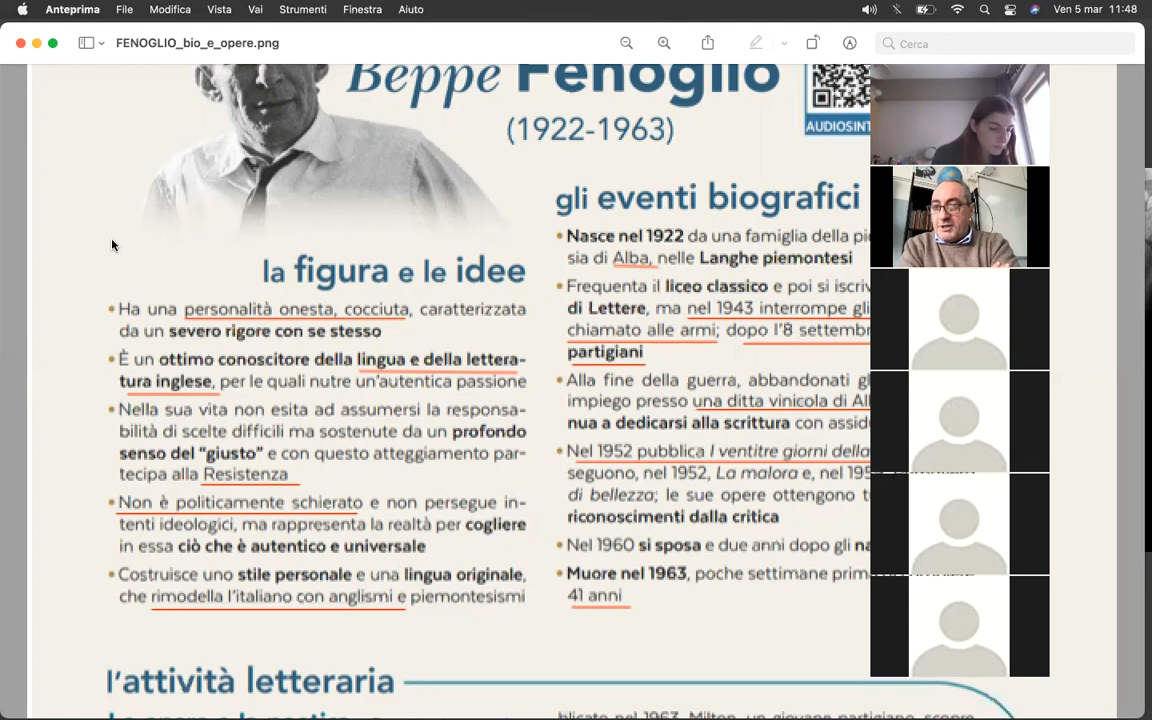 Anteprima File Modifica Vista Vai Strumenti Finestra Aiuto Ven 5 mar 11:48
FENOGLIO_bio_e_opere.png Cerca
Beppe Fenoglio
(1922-1963)
AUDIOSINT
la figura e le idee
• Ha una personalità onesta, cocciuta, caratterizzata
da un severo rigore con se stesso
• È un ottimo conoscitore della lingua e della lettera-
tura inglese, per le quali nutre un'autentica passione
• Nella sua vita non esita ad assumersi la responsa-
bilità di scelte difficili ma sostenute da un profondo
senso del "giusto" e con questo atteggiamento par-
tecipa alla Resistenza
• Non è politicamente schierato e non persegue in-
tenti ideologici, ma rappresenta la realtà per cogliere
in essa ciò che è autentico e universale
• Costruisce uno stile personale e una lingua originale,
che rimodella l'italiano con anglismi e piemontesismi
gli eventi biografici
• Nasce nel 1922 da una famiglia della pi
sia di Alba, nelle Langhe piemontesi
• Frequenta il liceo classico e poi si iscriv
di Lettere, ma nel 1943 interrompe gli
chiamato alle armi; dopo l'8 settembr
partigiani
• Alla fine della guerra, abbandonati gl
impiego presso una ditta vinicola di Al
nua a dedicarsi alla scrittura con assid
• Nel 1952 pubblica I ventitre giorni della
seguono, nel 1952, La malora e, nel 195
di bellezza; le sue opere ottengono t
riconoscimenti dalla critica
• Nel 1960 si sposa e due anni dopo gli na
• Muore nel 1963, poche settimane prim
41 anni
l'attività letteraria
blicato nel 1963. Milton, un giovane partigiano, scopre